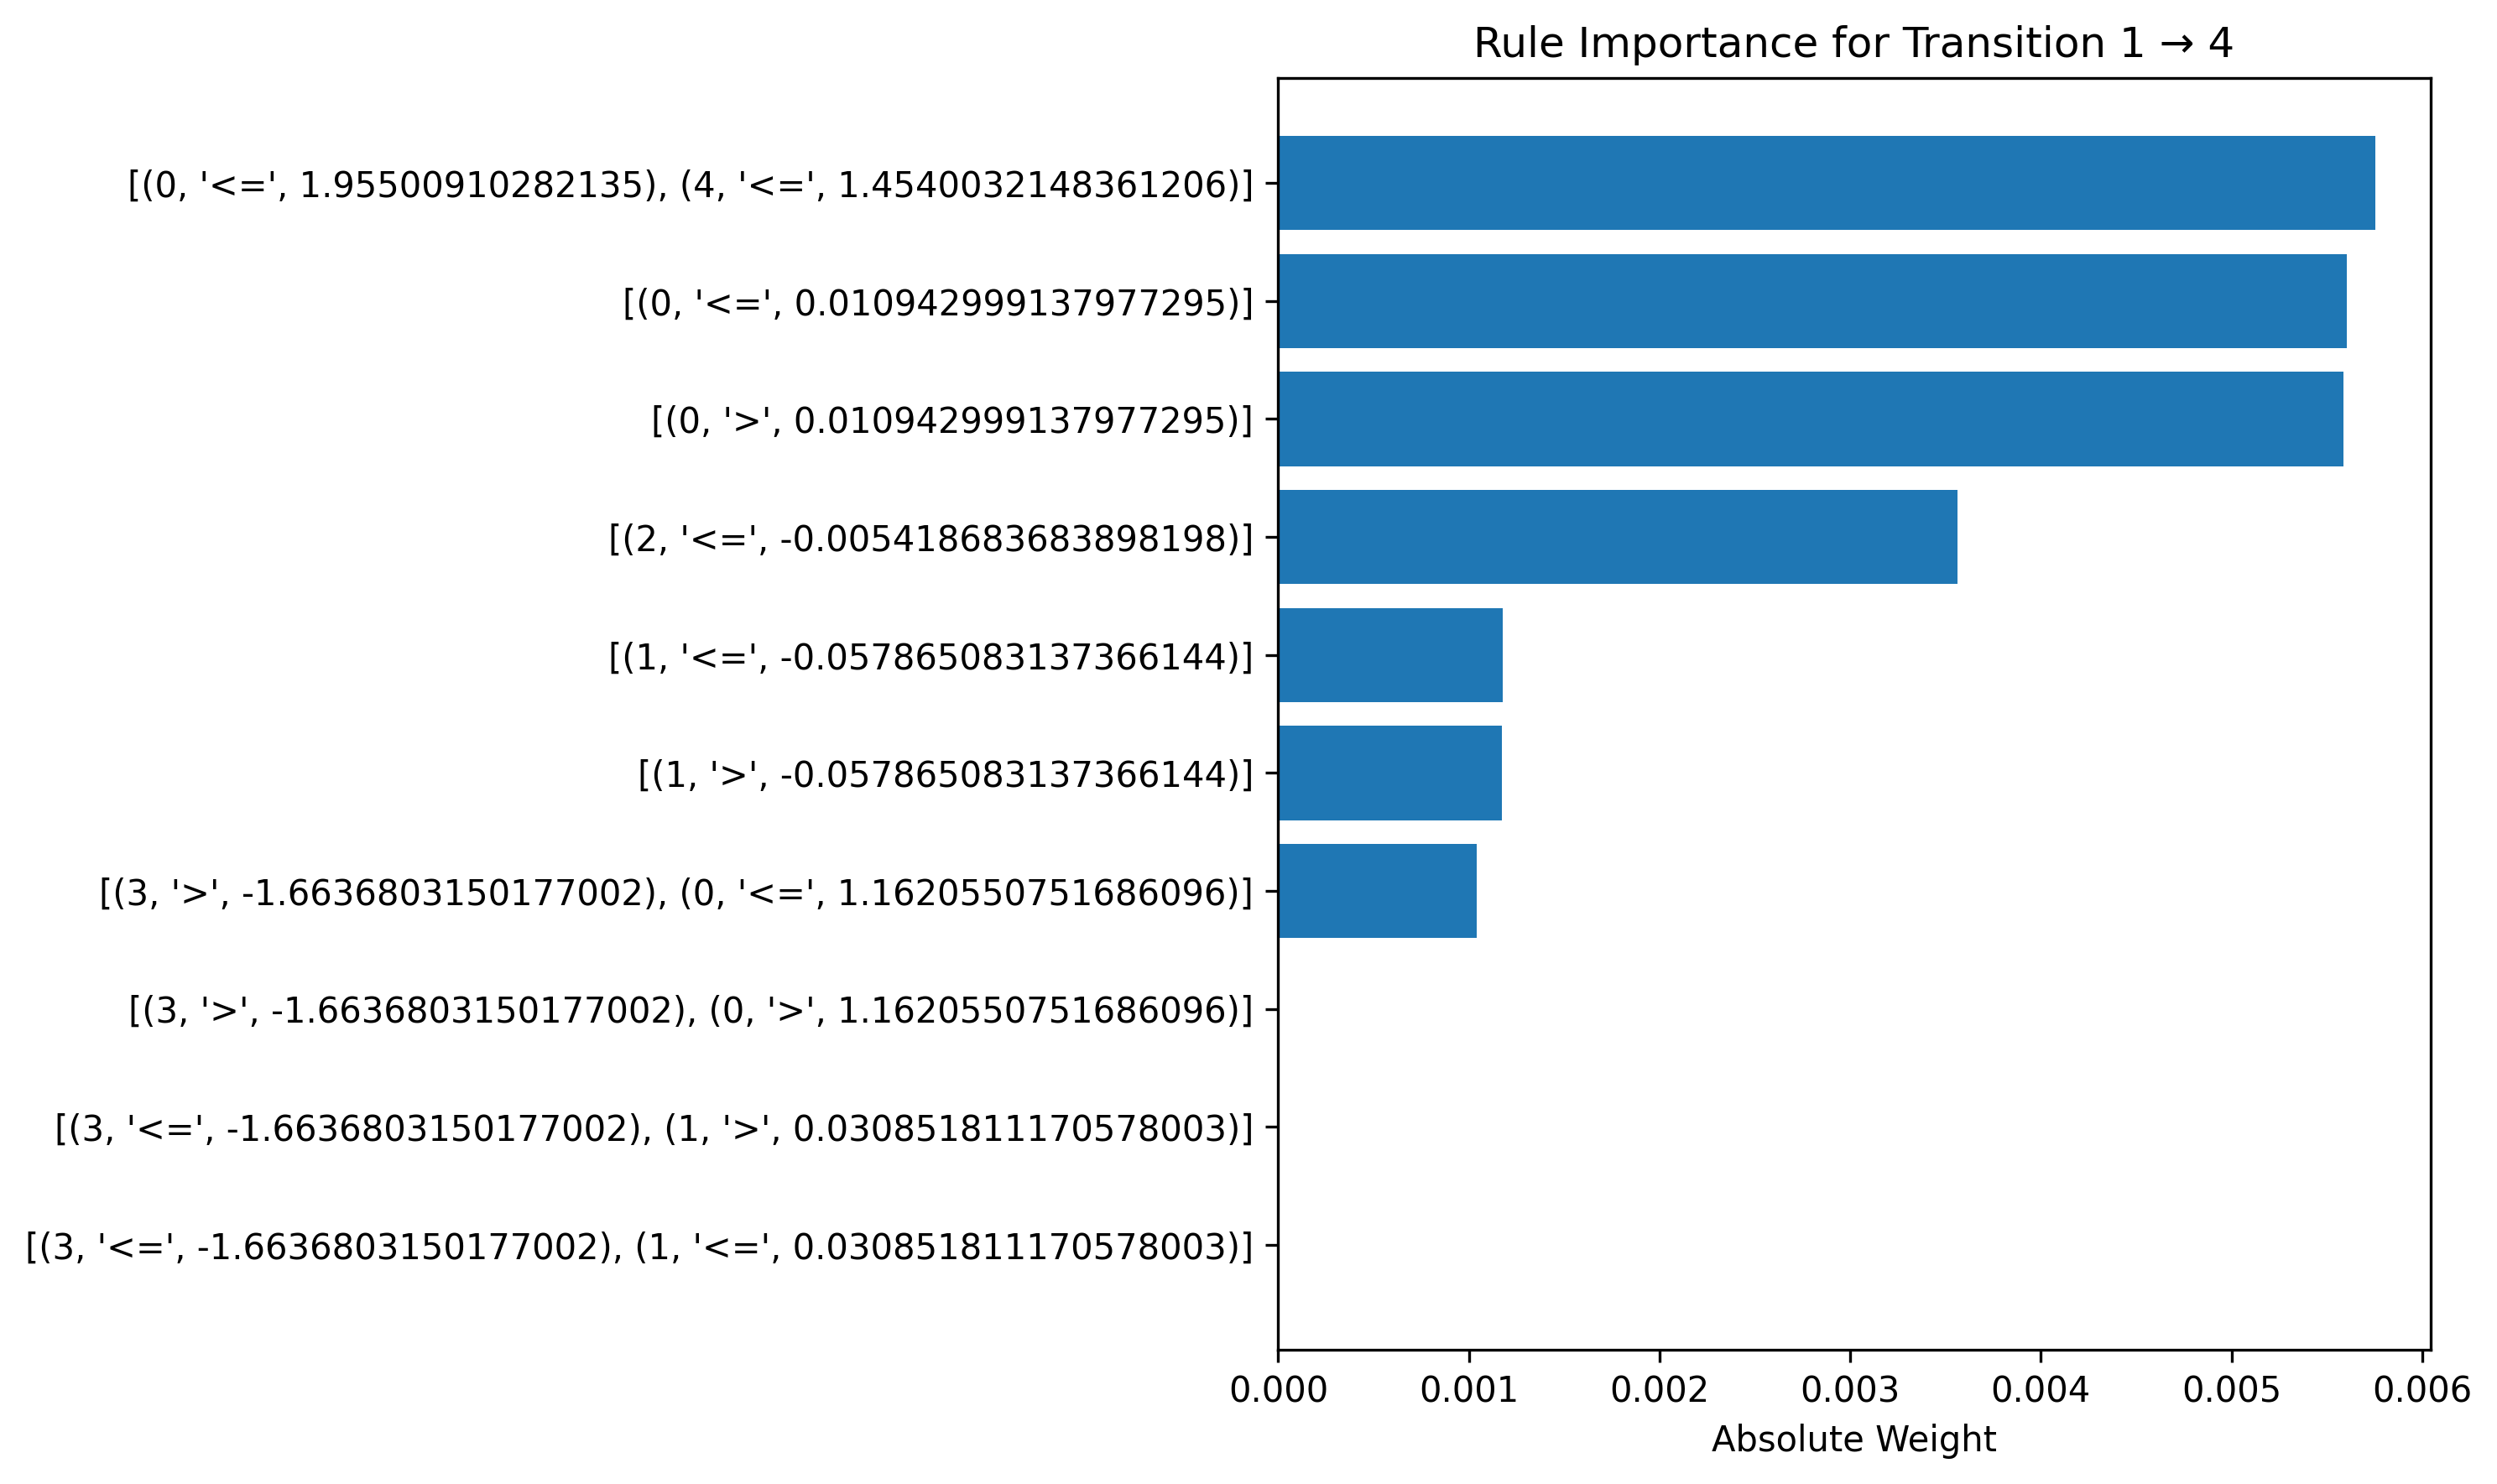 Rule Importance for Transition 1 → 4
[(0, '<=', 1.95500910282135), (4, '<=', 1.4540032148361206)]
[(0, '<=', 0.010942999137977295)]
[(0, '>', 0.010942999137977295)]
[(2, '<=', -0.005418683683898198)]
[(1, '<=', -0.057865083137366144)]
[(1, '>', -0.057865083137366144)]
[(3, '>', -1.6636803150177002), (0, '<=', 1.1620550751686096)]
[(3, '>', -1.6636803150177002), (0, '>', 1.1620550751686096)]
[(3, '<=', -1.6636803150177002), (1, '>', 0.030851811170578003)]
[(3, '<=', -1.6636803150177002), (1, '<=', 0.030851811170578003)]
0.000 0.001 0.002 0.003 0.004 0.005 0.006
Absolute Weight